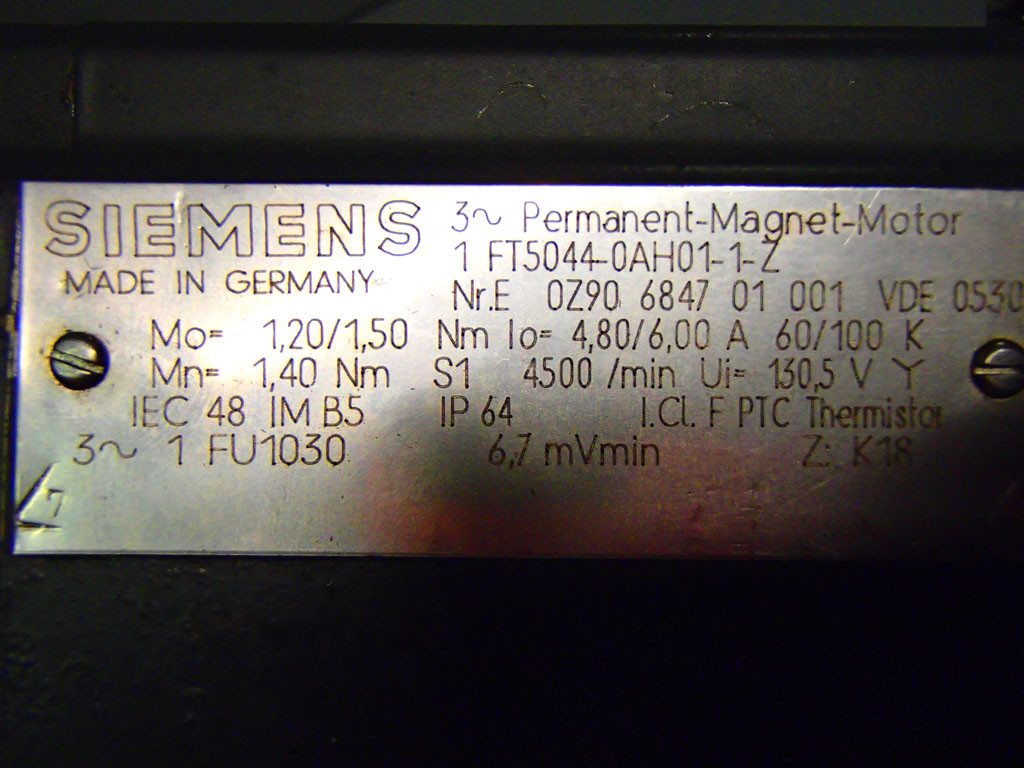 SIEMENS 3~ Permanent-Magnet-Motor
1 FT5044-0AH01-1-Z
MADE IN GERMANY
Nr.E 0Z90 6847 01 001 VDE 0530
Mo= 1,20/1,50 Nm Io= 4,80/6,00 A 60/100 K
Mn= 1,40 Nm S1 4500 /min Ui= 130,5 V Y
IEC 48 IM B5 IP 64 I.Cl. F PTC Thermistor
3~ 1 FU1030 6,7 mVmin Z: K18
7